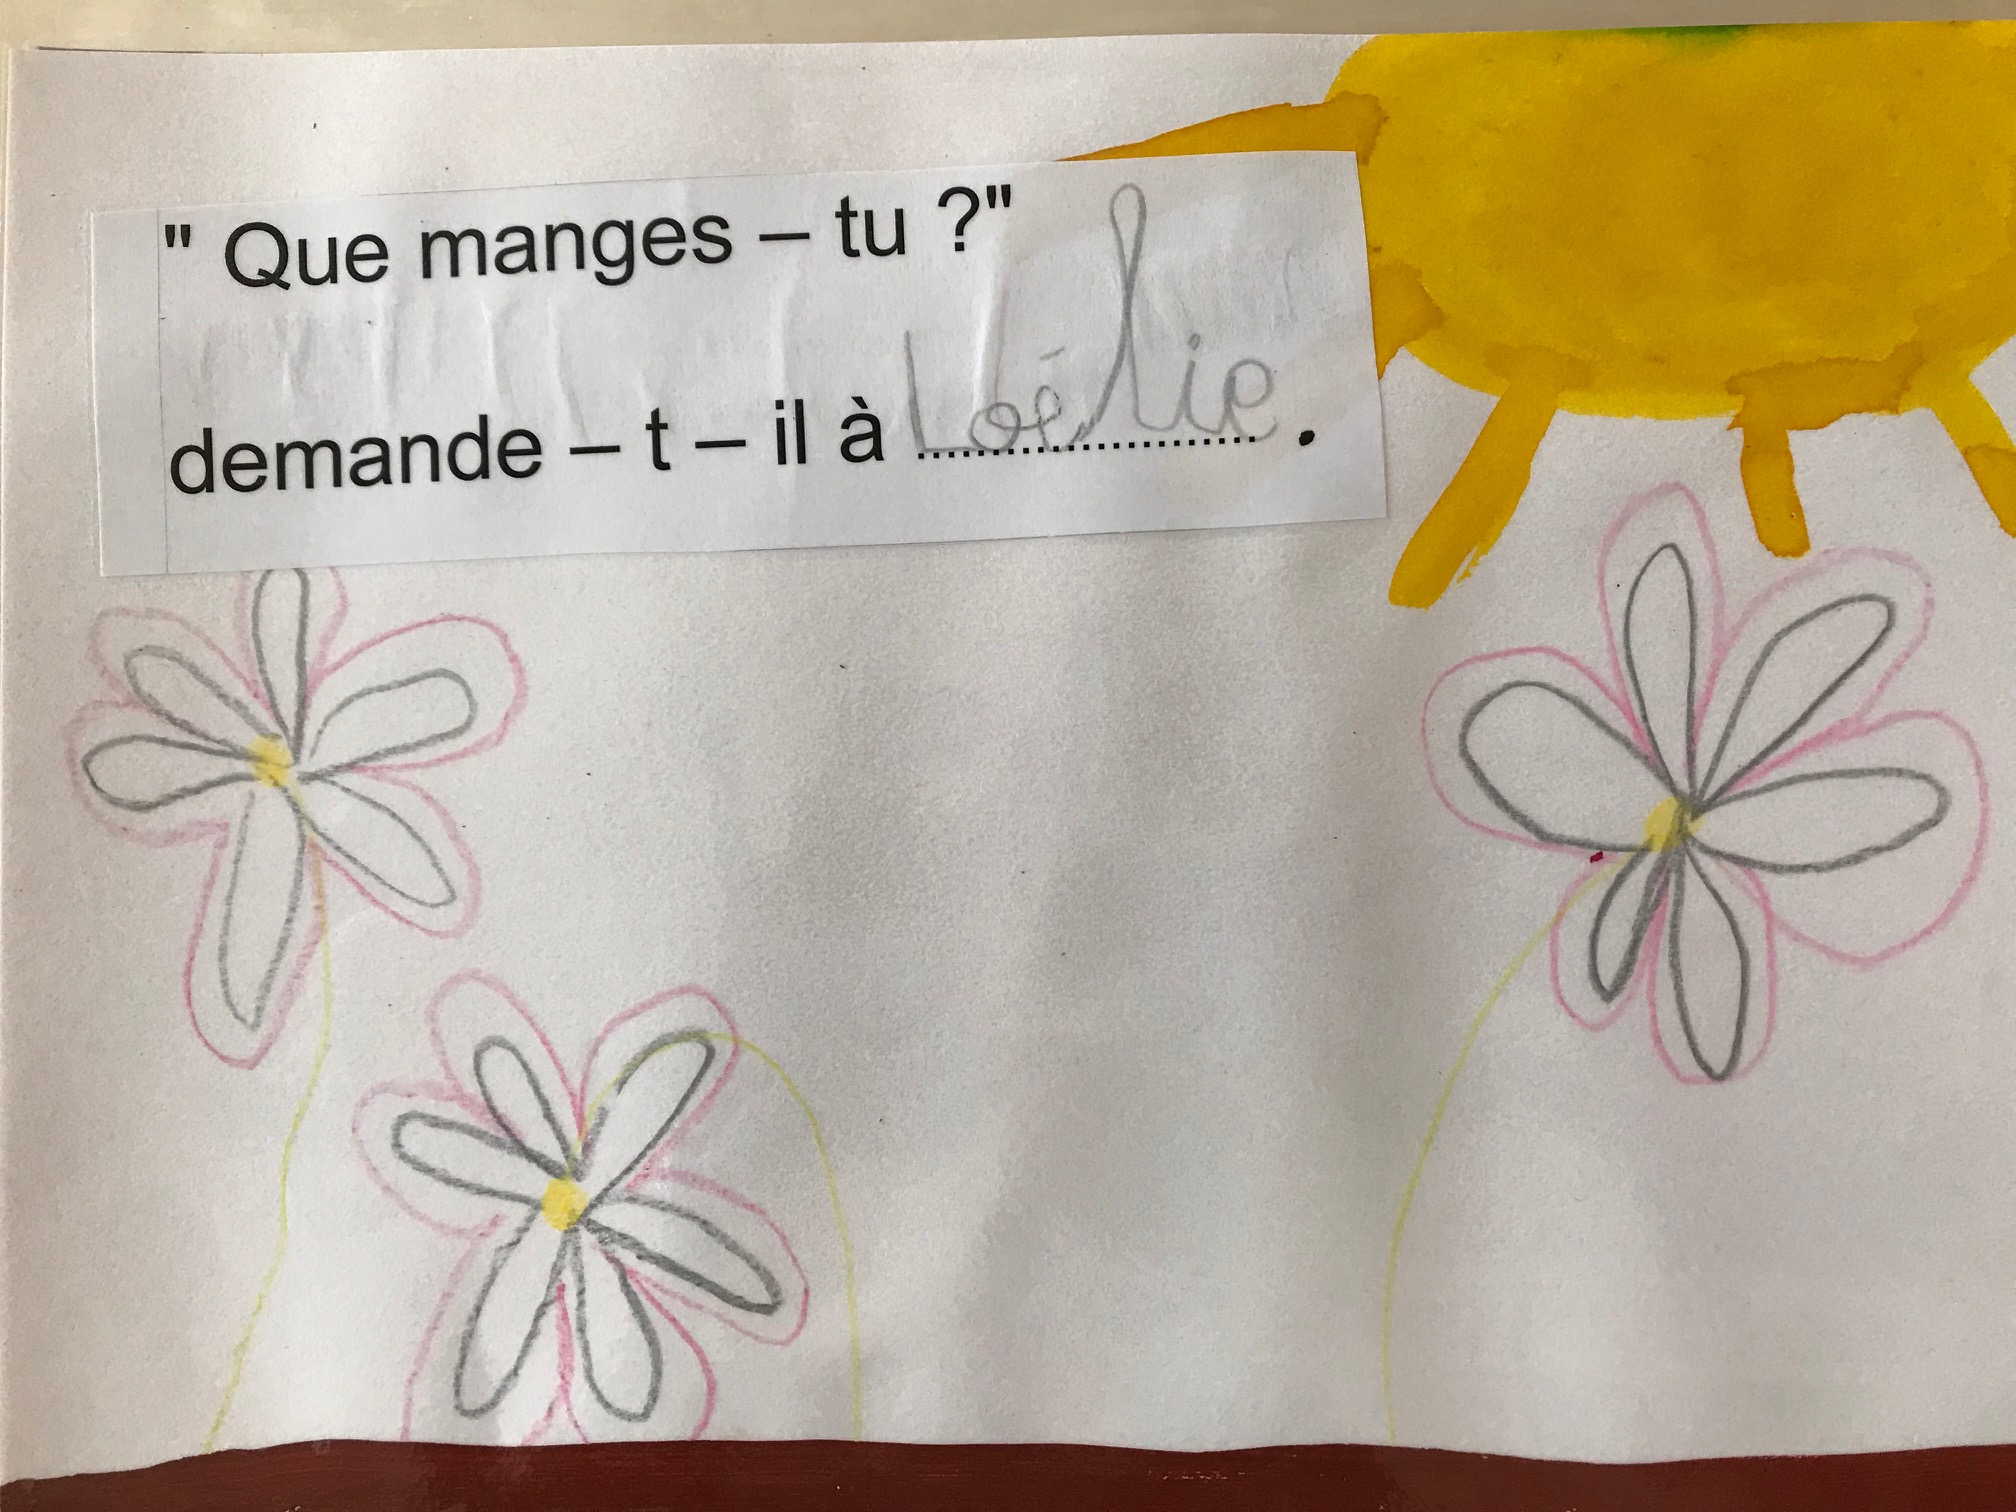 " Que manges – tu ?"
demande – t – il à Loélie .